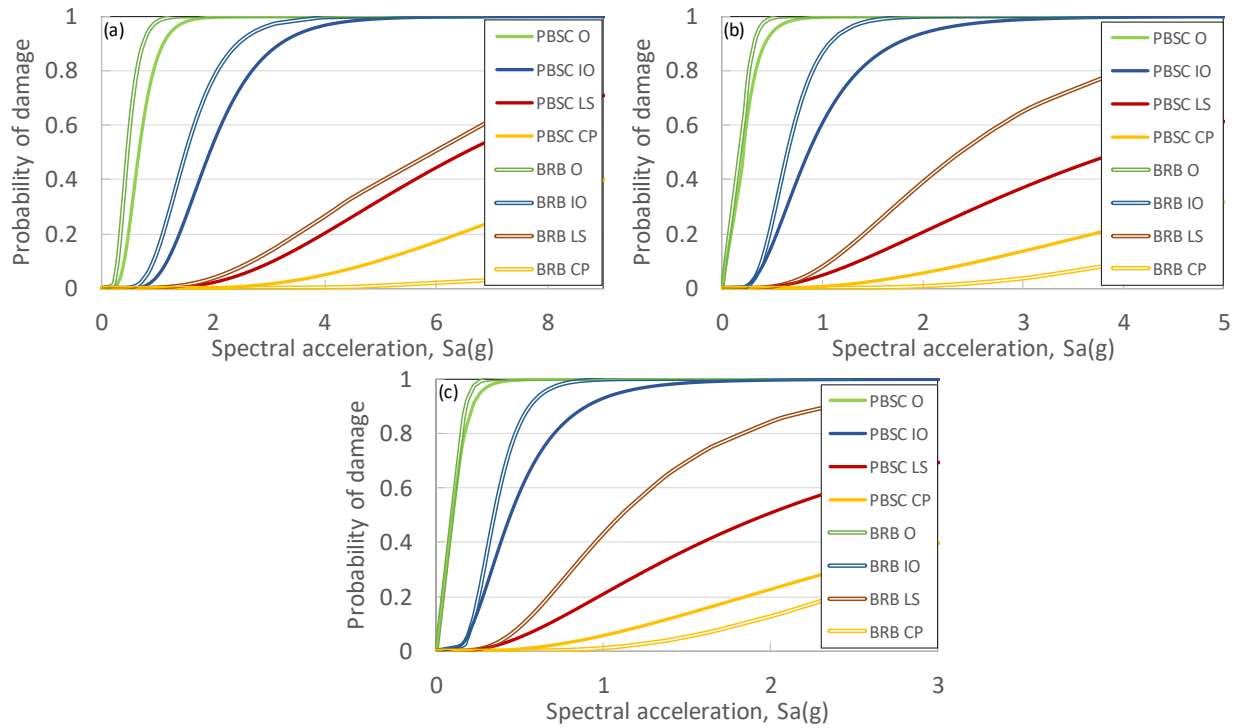 (a)
Probability of damage
1
0.8
0.6
0.4
0.2
0
0 2 4 6 8
Spectral acceleration, Sa(g)
PBSC O
PBSC IO
PBSC LS
PBSC CP
BRB O
BRB IO
BRB LS
BRB CP
(b)
Probability of damage
1
0.8
0.6
0.4
0.2
0
0 1 2 3 4 5
Spectral acceleration, Sa(g)
PBSC O
PBSC IO
PBSC LS
PBSC CP
BRB O
BRB IO
BRB LS
BRB CP
(c)
Probability of damage
1
0.8
0.6
0.4
0.2
0
0 1 2 3
Spectral acceleration, Sa(g)
PBSC O
PBSC IO
PBSC LS
PBSC CP
BRB O
BRB IO
BRB LS
BRB CP